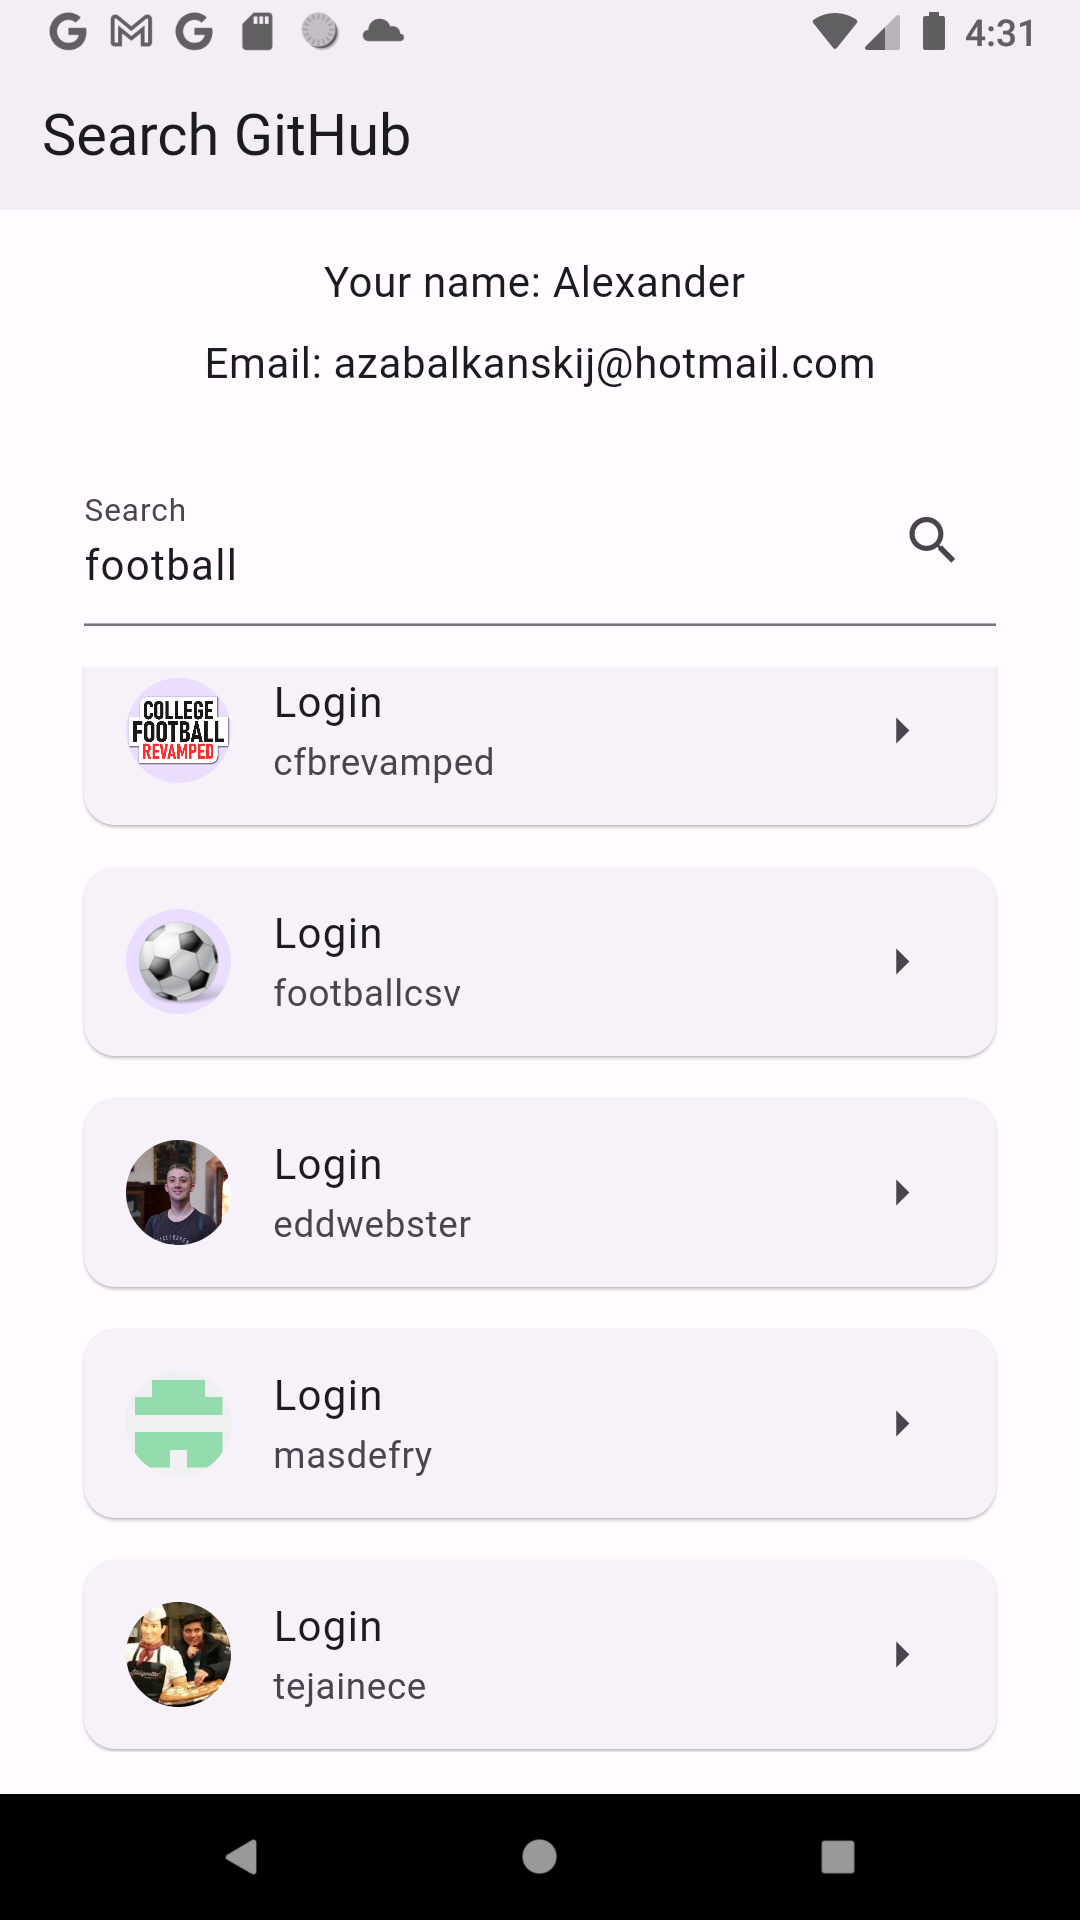 4:31
Search GitHub
Your name: Alexander
Email: azabalkanskij@hotmail.com
Search
football
COLLEGE
FOOTBALL
REVAMPED
Login
cfbrevamped
Login
footballcsv
Login
eddwebster
Login
masdefry
Login
tejainece